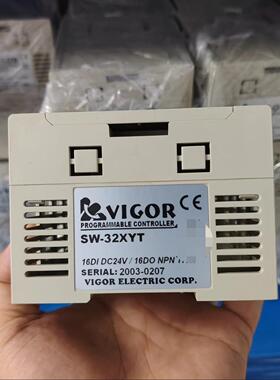 VIGOR CE
PROGRAMMABLE CONTROLLER
SW-32XYT
16DI DC24V / 16DO NPN
SERIAL: 2003-0207
VIGOR ELECTRIC CORP.